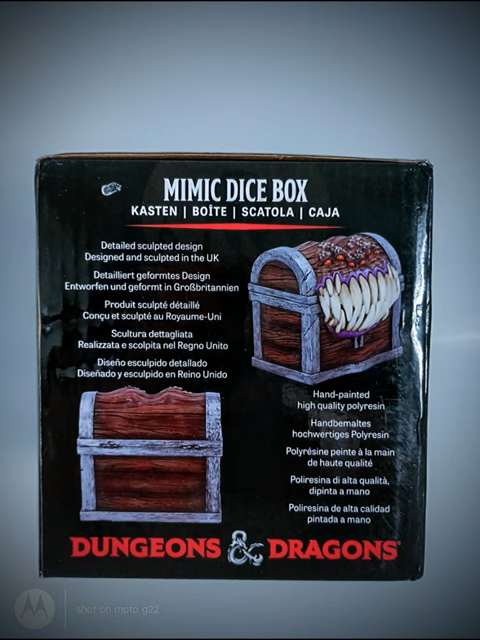 MIMIC DICE BOX
KASTEN | BOÎTE | SCATOLA | CAJA
Detailed sculpted design
Designed and sculpted in the UK
Detailliert geformtes Design
Entworfen und geformt in Großbritannien
Produit sculpté détaillé
Conçu et sculpté au Royaume-Uni
Scultura dettagliata
Realizzata e scolpita nel Regno Unito
Diseño esculpido detallado
Diseñado y esculpido en Reino Unido
Hand-painted
high quality polyresin
Handbemaltes
hochwertiges Polyresin
Polyrésine peinte à la main
de haute qualité
Poliresina di alta qualità,
dipinta a mano
Poliresina de alta calidad
pintada a mano
DUNGEONS & DRAGONS
shot on moto g22